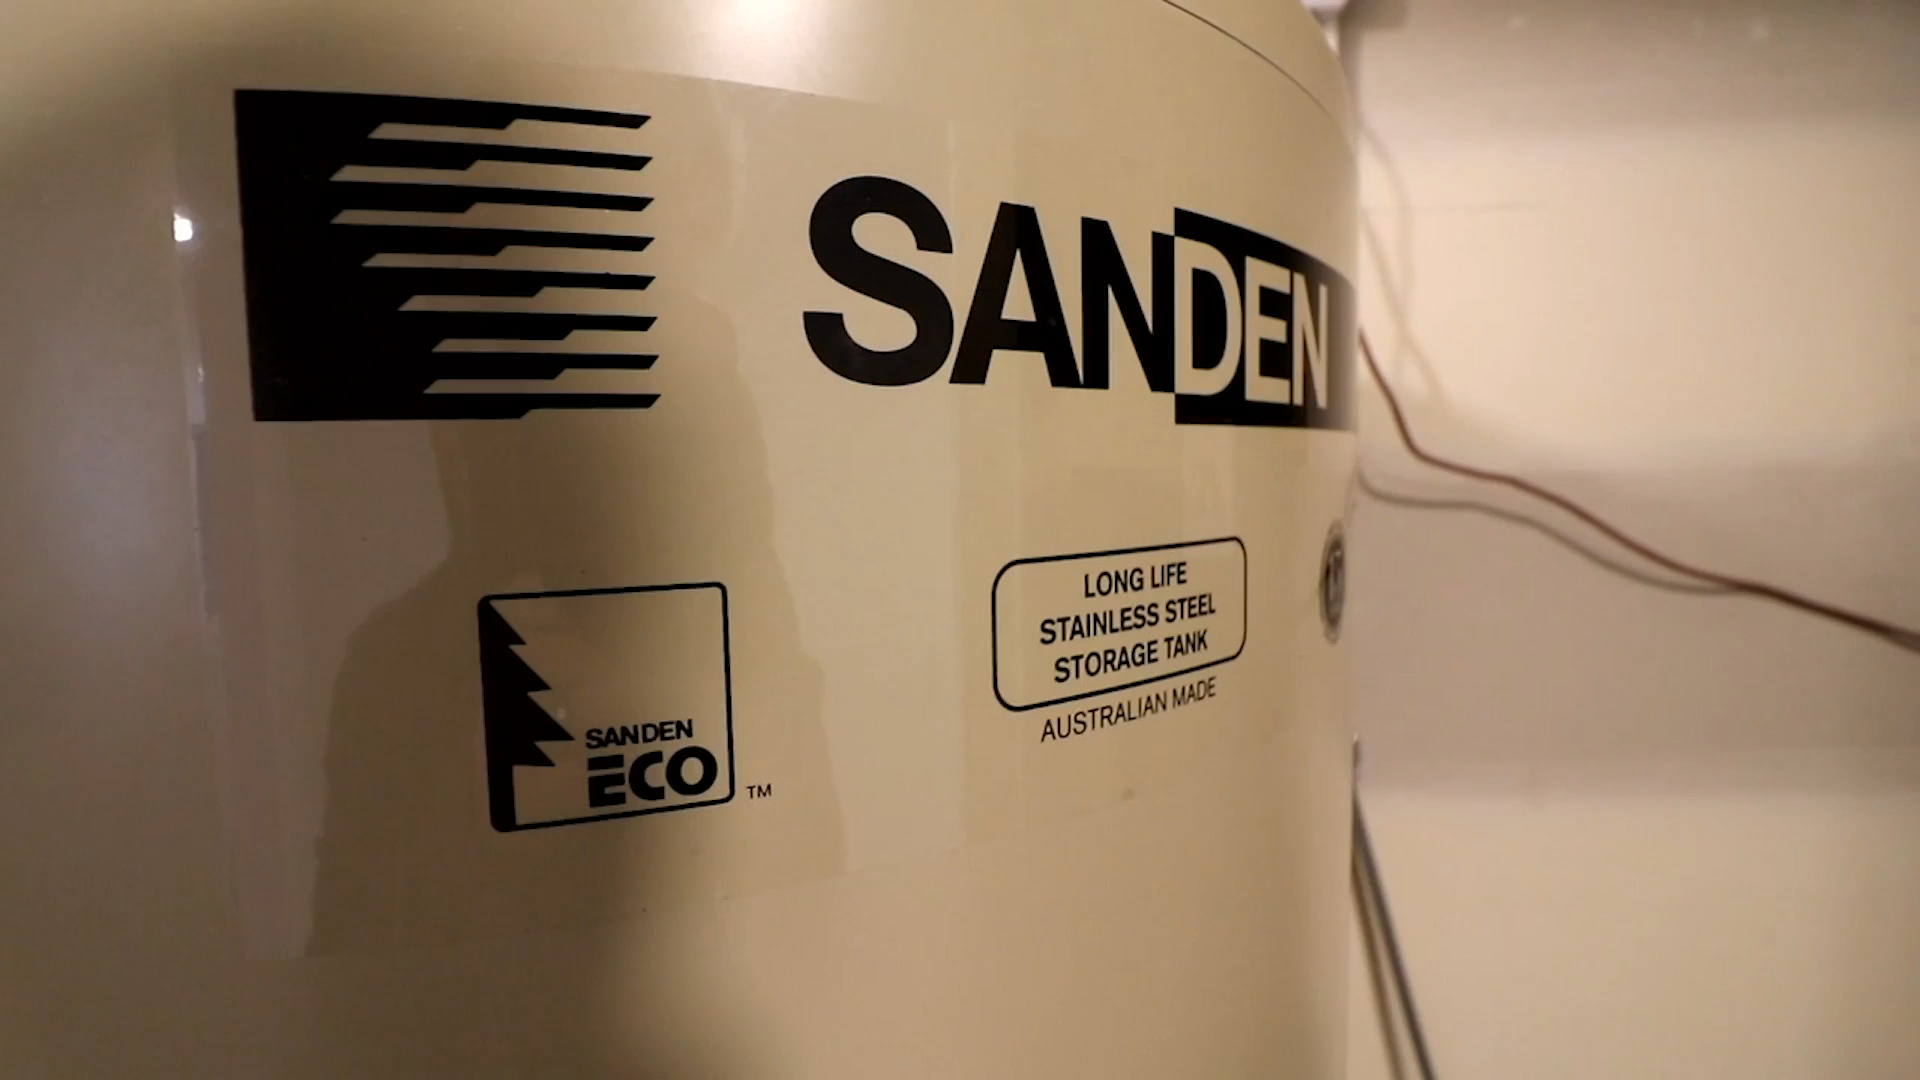 SANDEN
LONG LIFE
STAINLESS STEEL
STORAGE TANK
AUSTRALIAN MADE
SANDEN
ECO
TM